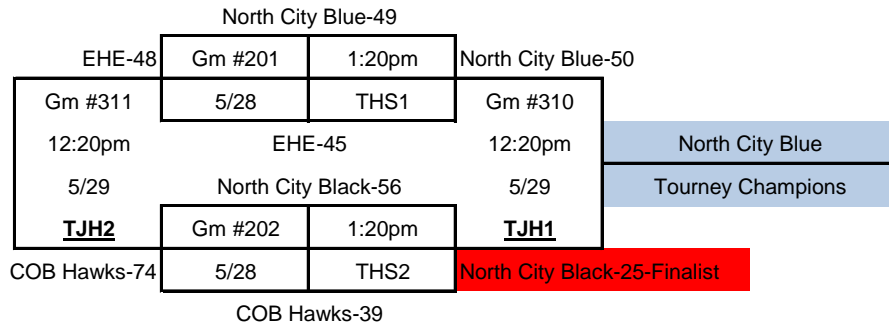 North City Blue-49
EHE-48 Gm #201 1:20pm North City Blue-50
Gm #311 5/28 THS1 Gm #310
12:20pm EHE-45 12:20pm North City Blue
5/29 North City Black-56 5/29 Tourney Champions
TJH2 Gm #202 1:20pm TJH1
COB Hawks-74 5/28 THS2 North City Black-25-Finalist
COB Hawks-39